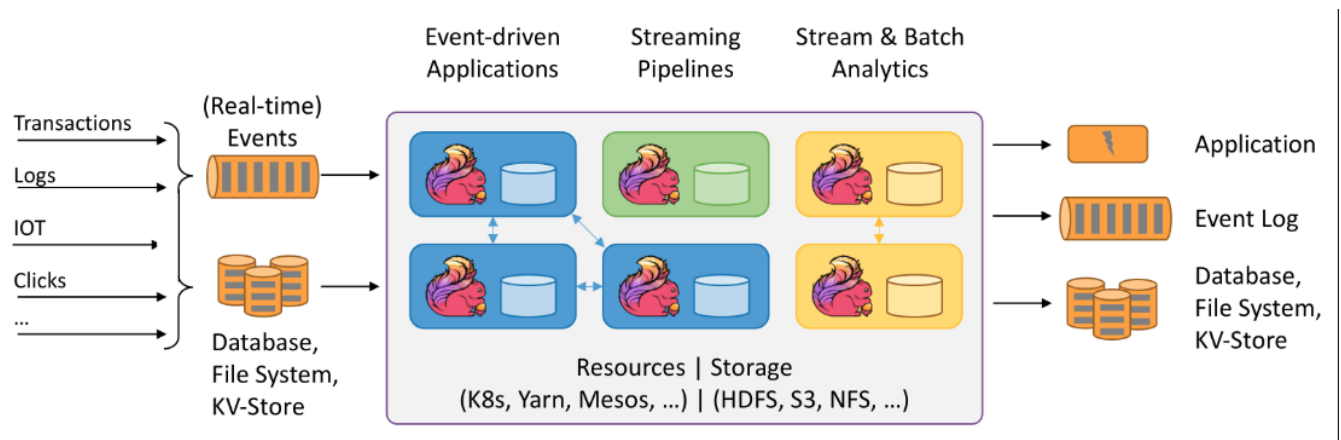 Event-driven
Applications
Streaming
Pipelines
Stream & Batch
Analytics
Transactions
Logs
IOT
Clicks
...
(Real-time)
Events
Database,
File System,
KV-Store
Resources | Storage
(K8s, Yarn, Mesos, ...) | (HDFS, S3, NFS, ...)
Application
Event Log
Database,
File System,
KV-Store